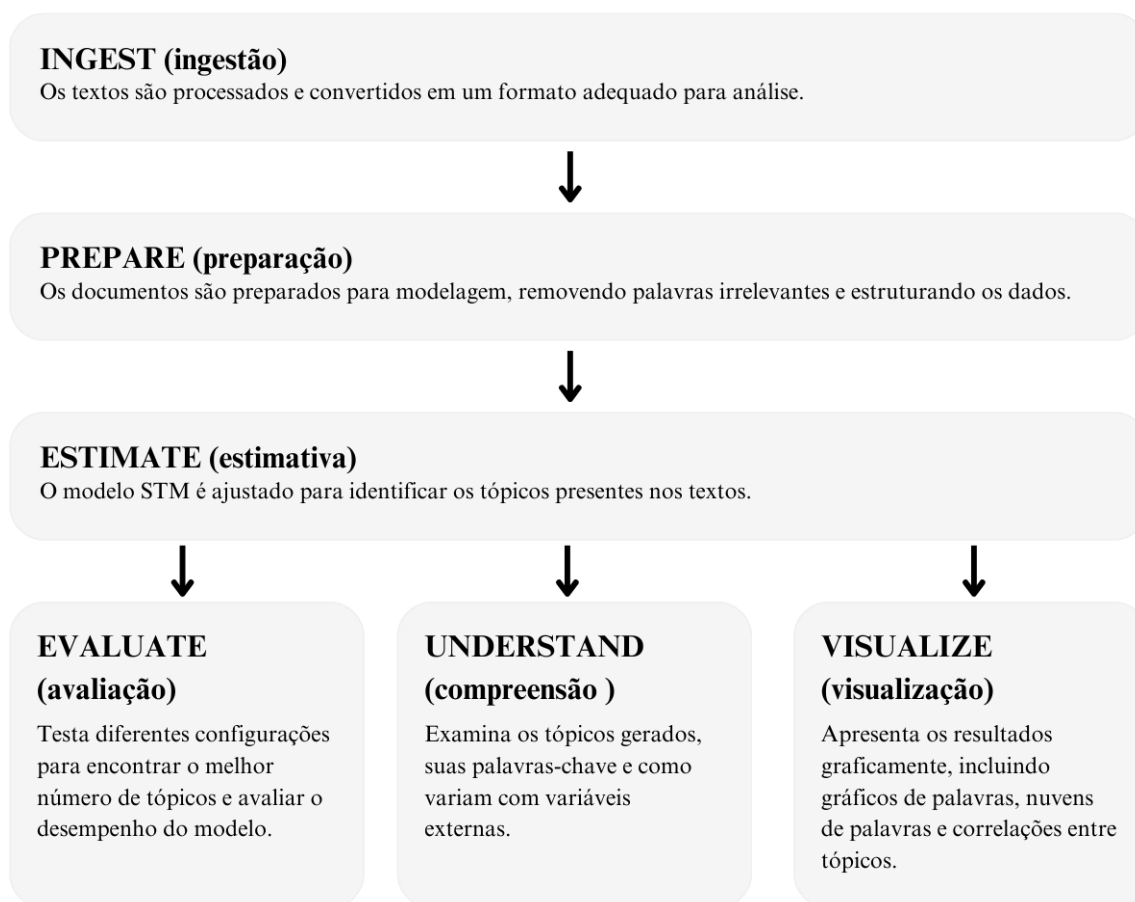 INGEST (ingestão)
Os textos são processados e convertidos em um formato adequado para análise.
PREPARE (preparação)
Os documentos são preparados para modelagem, removendo palavras irrelevantes e estruturando os dados.
ESTIMATE (estimativa)
O modelo STM é ajustado para identificar os tópicos presentes nos textos.
EVALUATE
(avaliação)
Testa diferentes configurações
para encontrar o melhor
número de tópicos e avaliar o
desempenho do modelo.
UNDERSTAND
(compreensão )
Examina os tópicos gerados,
suas palavras-chave e como
variam com variáveis
externas.
VISUALIZE
(visualização)
Apresenta os resultados
graficamente, incluindo
gráficos de palavras, nuvens
de palavras e correlações entre
tópicos.